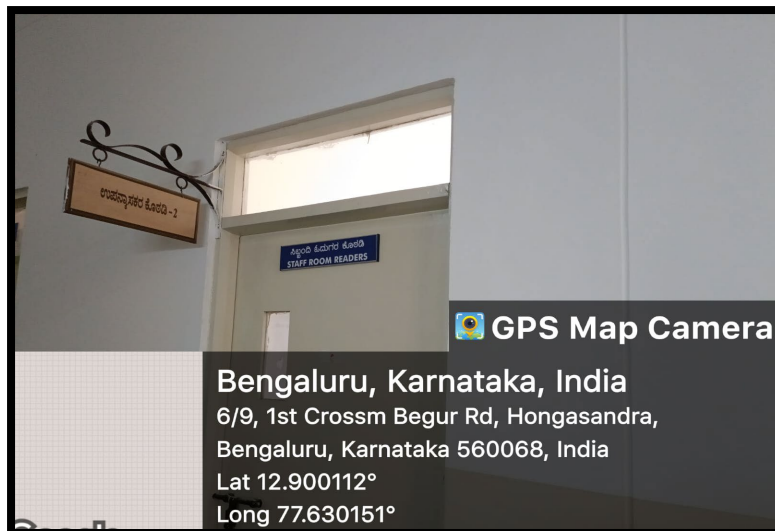 ಉಪನ್ಯಾಸಕರ ಕೊಠಡಿ - 2
ಸಿಬ್ಬಂದಿ ಓದುಗರ ಕೊಠಡಿ
STAFF ROOM READERS
GPS Map Camera
Bengaluru, Karnataka, India
6/9, 1st Crossm Begur Rd, Hongasandra,
Bengaluru, Karnataka 560068, India
Lat 12.900112°
Long 77.630151°
Google